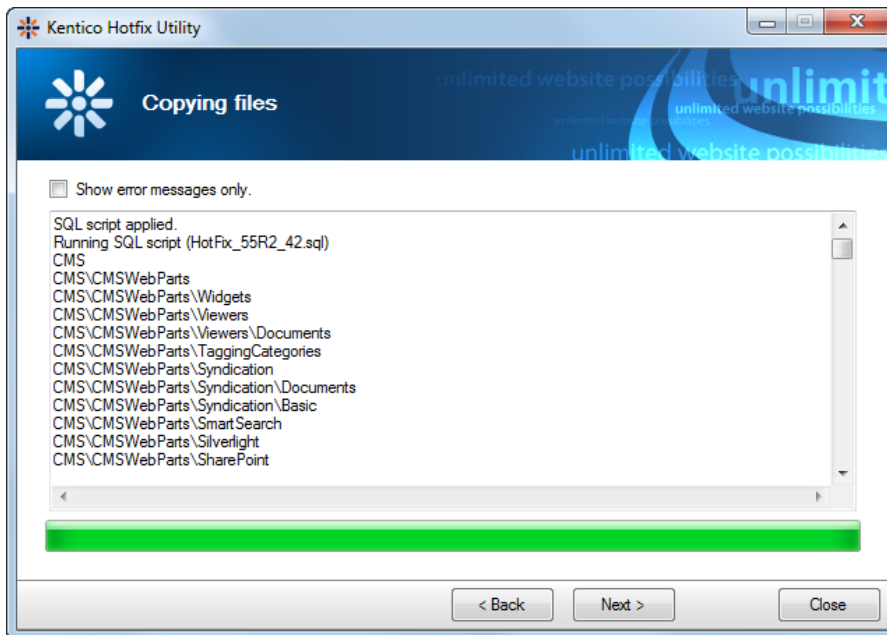 Kentico Hotfix Utility
Copying files
unlimited website possibilities
unlimit
unlimited website possibilities
unlimited website possibilities
unlimited website possibilities
Show error messages only.
SQL script applied.
Running SQL script (HotFix_55R2_42.sql)
CMS
CMS\CMSWebParts
CMS\CMSWebParts\Widgets
CMS\CMSWebParts\Viewers
CMS\CMSWebParts\Viewers\Documents
CMS\CMSWebParts\TaggingCategories
CMS\CMSWebParts\Syndication
CMS\CMSWebParts\Syndication\Documents
CMS\CMSWebParts\Syndication\Basic
CMS\CMSWebParts\SmartSearch
CMS\CMSWebParts\Silverlight
CMS\CMSWebParts\SharePoint
< Back
Next >
Close